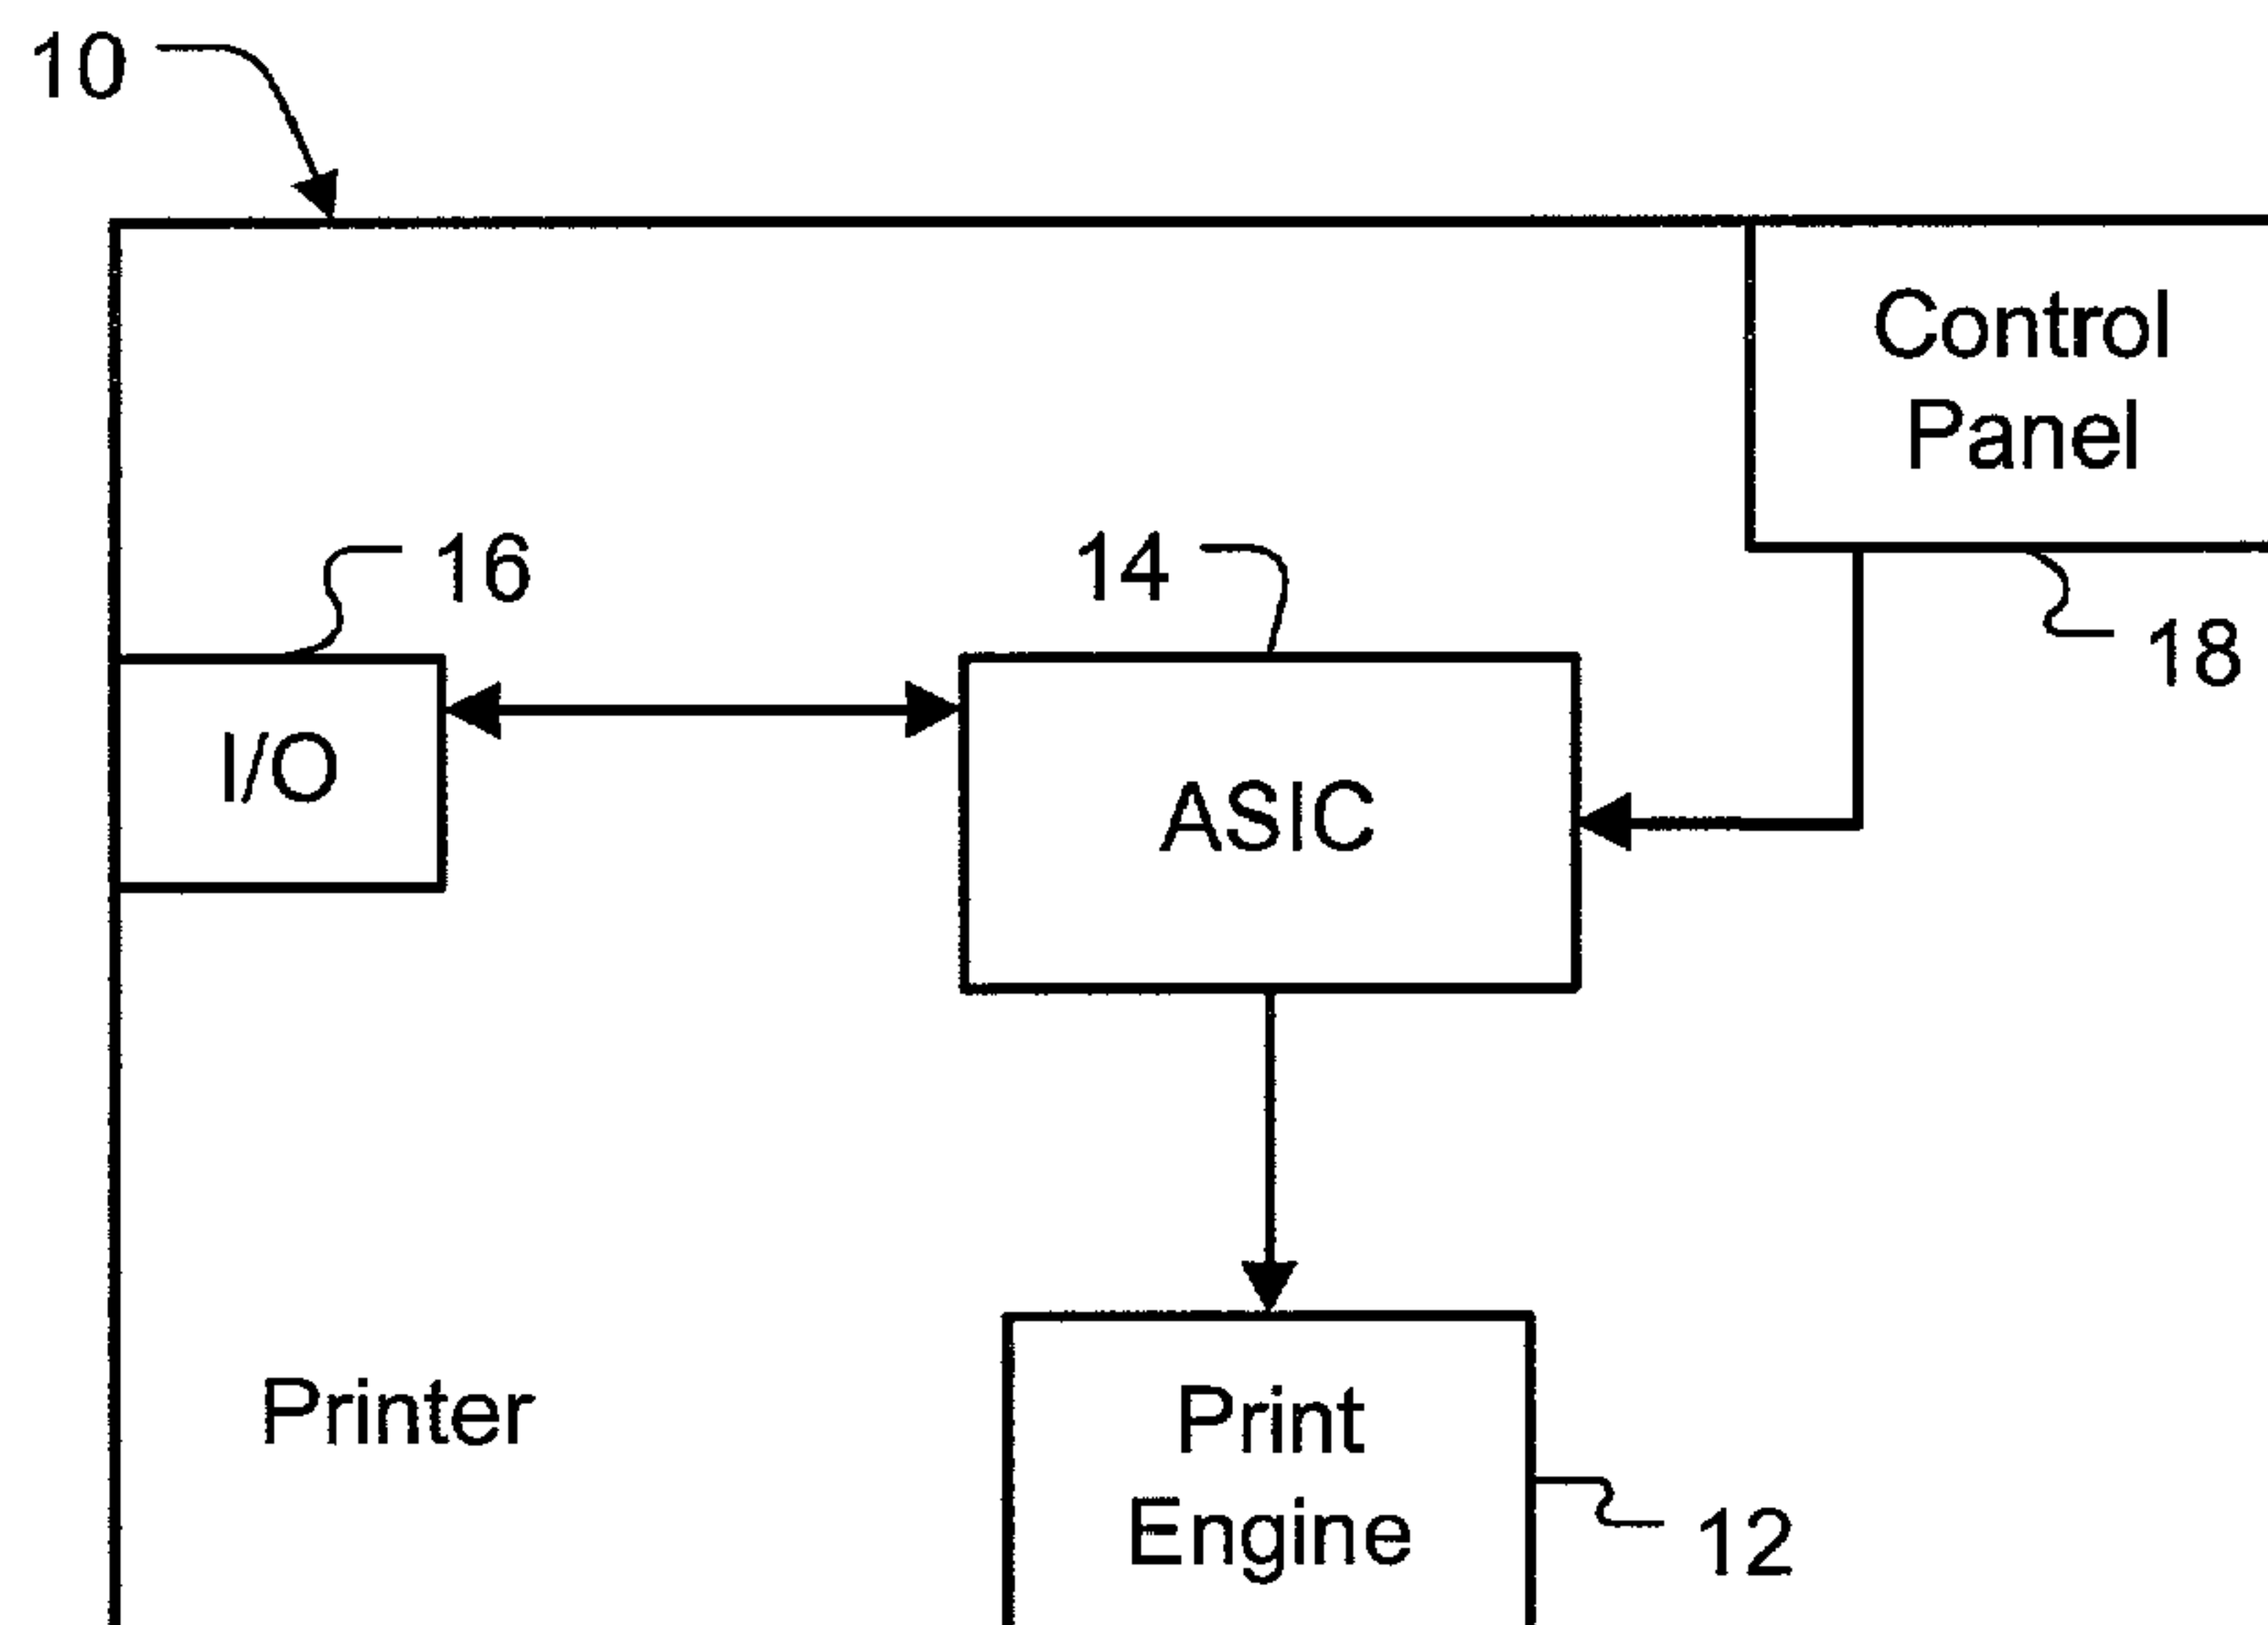 10
Control
Panel
16
14
18
I/O
ASIC
Printer
Print
Engine
12